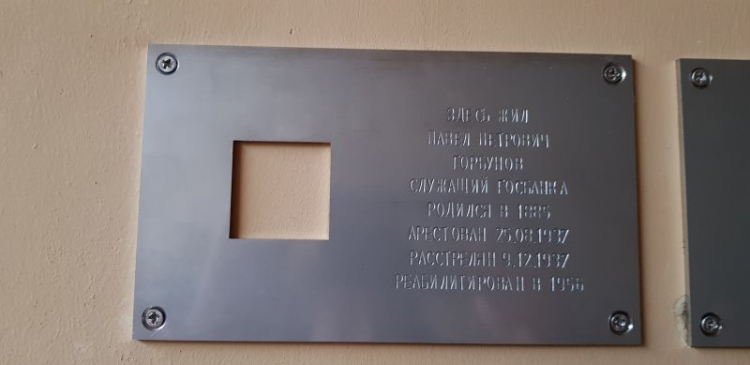 ЗДЕСЬ ЖИЛ
ПАВЕЛ ПЕТРОВИЧ
ГОРБУНОВ
СЛУЖАЩИЙ ГОСБАНКА
РОДИЛСЯ В 1885
АРЕСТОВАН 25.08.1937
РАССТРЕЛЯН 9.12.1937
РЕАБИЛИТИРОВАН В 1956